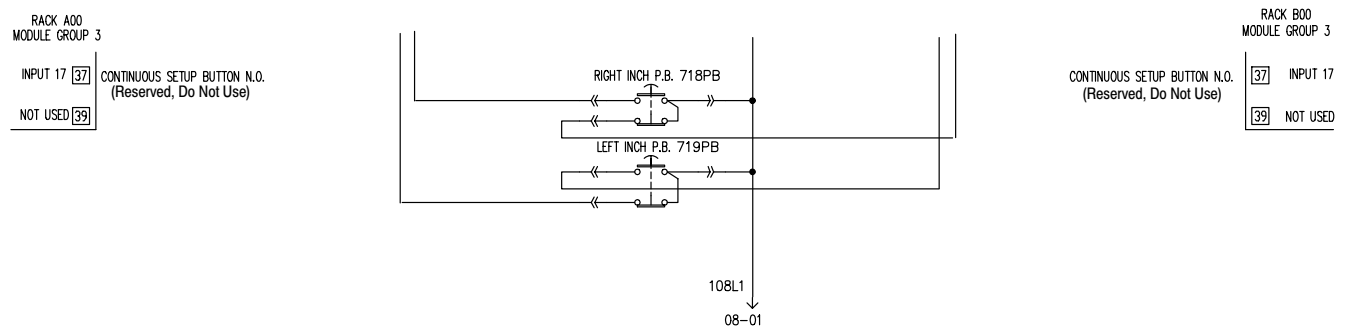 RACK A00
MODULE GROUP 3
INPUT 17 37 CONTINUOUS SETUP BUTTON N.O.
(Reserved, Do Not Use)
NOT USED 39
RIGHT INCH P.B. 718PB
LEFT INCH P.B. 719PB
108L1
08-01
RACK B00
MODULE GROUP 3
CONTINUOUS SETUP BUTTON N.O. 37 INPUT 17
(Reserved, Do Not Use)
39 NOT USED